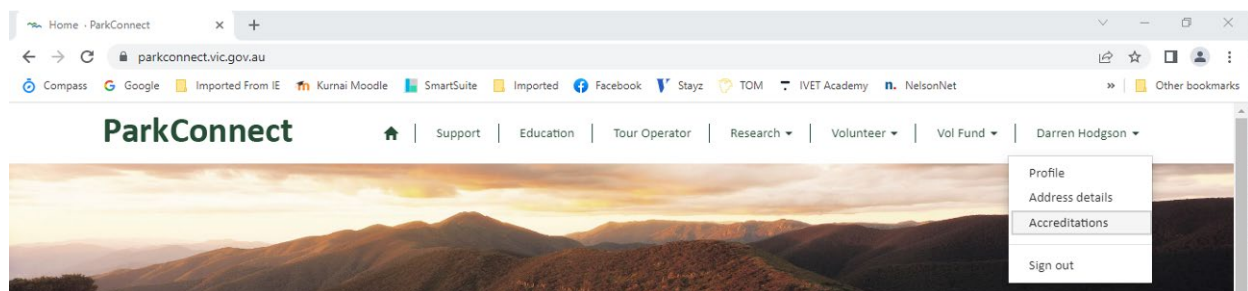 Home · ParkConnect
parkconnect.vic.gov.au
Compass Google Imported From IE Kurnai Moodle SmartSuite Imported Facebook Stayz TOM IVET Academy NelsonNet » Other bookmarks
ParkConnect Support Education Tour Operator Research Volunteer Vol Fund Darren Hodgson
Profile
Address details
Accreditations
Sign out